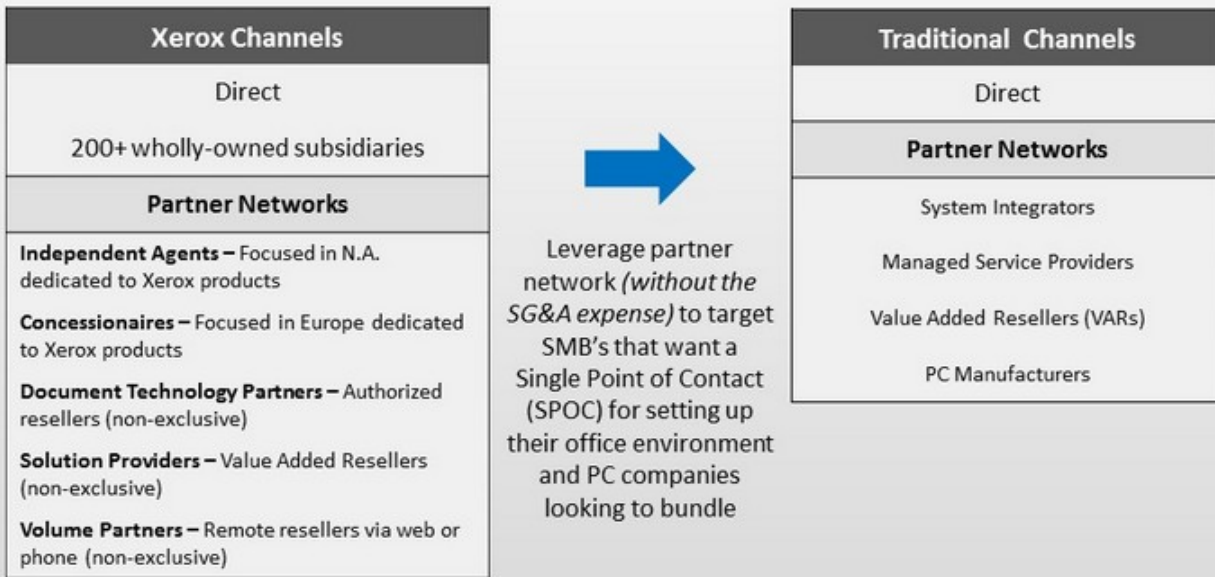 Xerox Channels
Direct
200+ wholly-owned subsidiaries
Partner Networks
Independent Agents – Focused in N.A.
dedicated to Xerox products
Concessionaires – Focused in Europe dedicated
to Xerox products
Document Technology Partners – Authorized
resellers (non-exclusive)
Solution Providers – Value Added Resellers
(non-exclusive)
Volume Partners – Remote resellers via web or
phone (non-exclusive)
Leverage partner
network (without the
SG&A expense) to target
SMB's that want a
Single Point of Contact
(SPOC) for setting up
their office environment
and PC companies
looking to bundle
Traditional Channels
Direct
Partner Networks
System Integrators
Managed Service Providers
Value Added Resellers (VARs)
PC Manufacturers